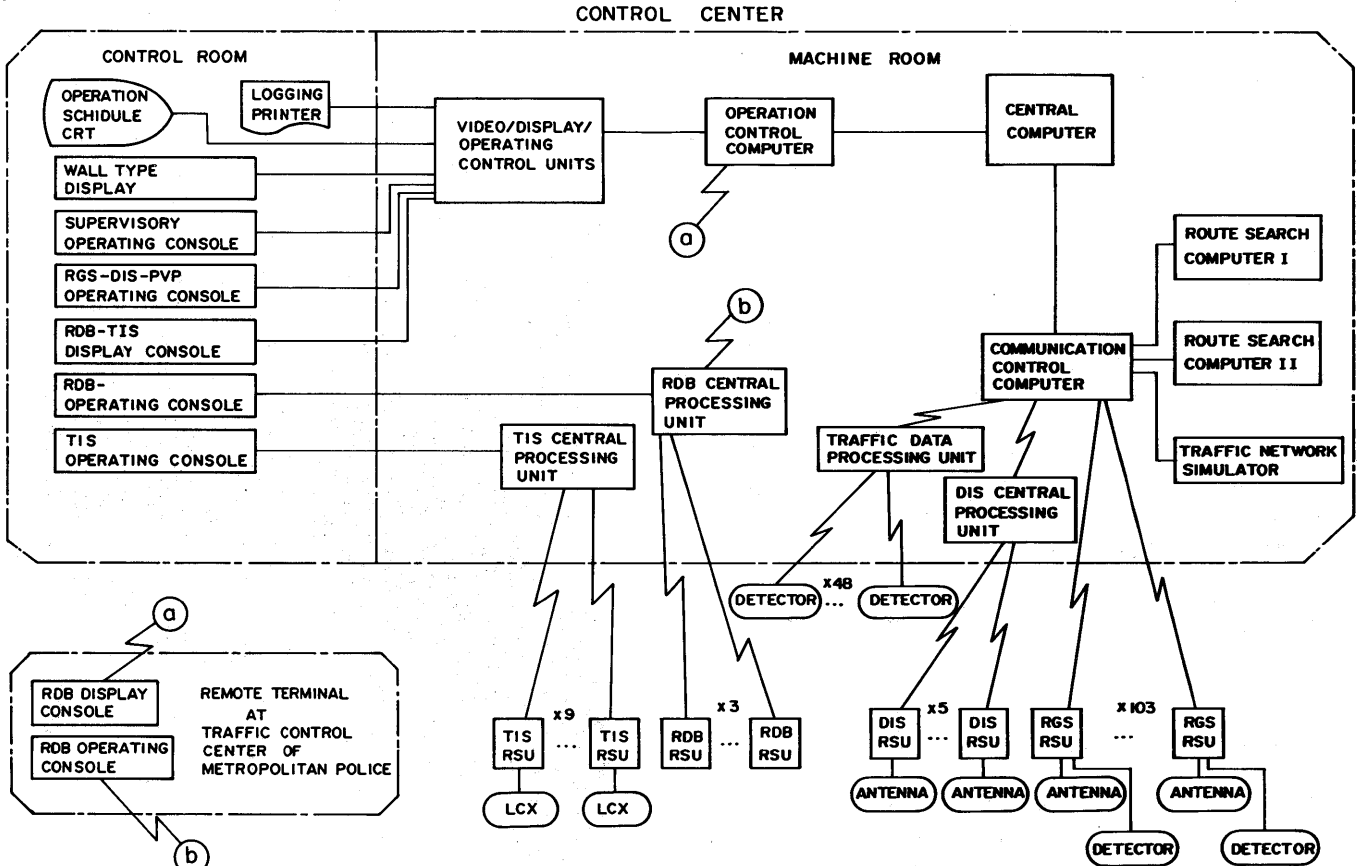 CONTROL CENTER
CONTROL ROOM
MACHINE ROOM
OPERATION
SCHIDULE
CRT
LOGGING
PRINTER
WALL TYPE
DISPLAY
SUPERVISORY
OPERATING CONSOLE
RGS-DIS-PVP
OPERATING CONSOLE
RDB-TIS
DISPLAY CONSOLE
RDB-
OPERATING CONSOLE
TIS
OPERATING CONSOLE
VIDEO/DISPLAY/
OPERATING
CONTROL UNITS
OPERATION
CONTROL
COMPUTER
CENTRAL
COMPUTER
a
b
ROUTE SEARCH
COMPUTER I
ROUTE SEARCH
COMPUTER II
TRAFFIC NETWORK
SIMULATOR
COMMUNICATION
CONTROL
COMPUTER
RDB CENTRAL
PROCESSING
UNIT
TIS CENTRAL
PROCESSING
UNIT
TRAFFIC DATA
PROCESSING UNIT
DIS CENTRAL
PROCESSING
UNIT
DETECTOR
x48
...
DETECTOR
a
RDB DISPLAY
CONSOLE
RDB OPERATING
CONSOLE
REMOTE TERMINAL
AT
TRAFFIC CONTROL
CENTER OF
METROPOLITAN POLICE
b
TIS
RSU
x9
...
TIS
RSU
LCX
LCX
RDB
RSU
x3
...
RDB
RSU
DIS
RSU
x5
...
DIS
RSU
ANTENNA
ANTENNA
RGS
RSU
x103
...
RGS
RSU
ANTENNA
ANTENNA
DETECTOR
DETECTOR